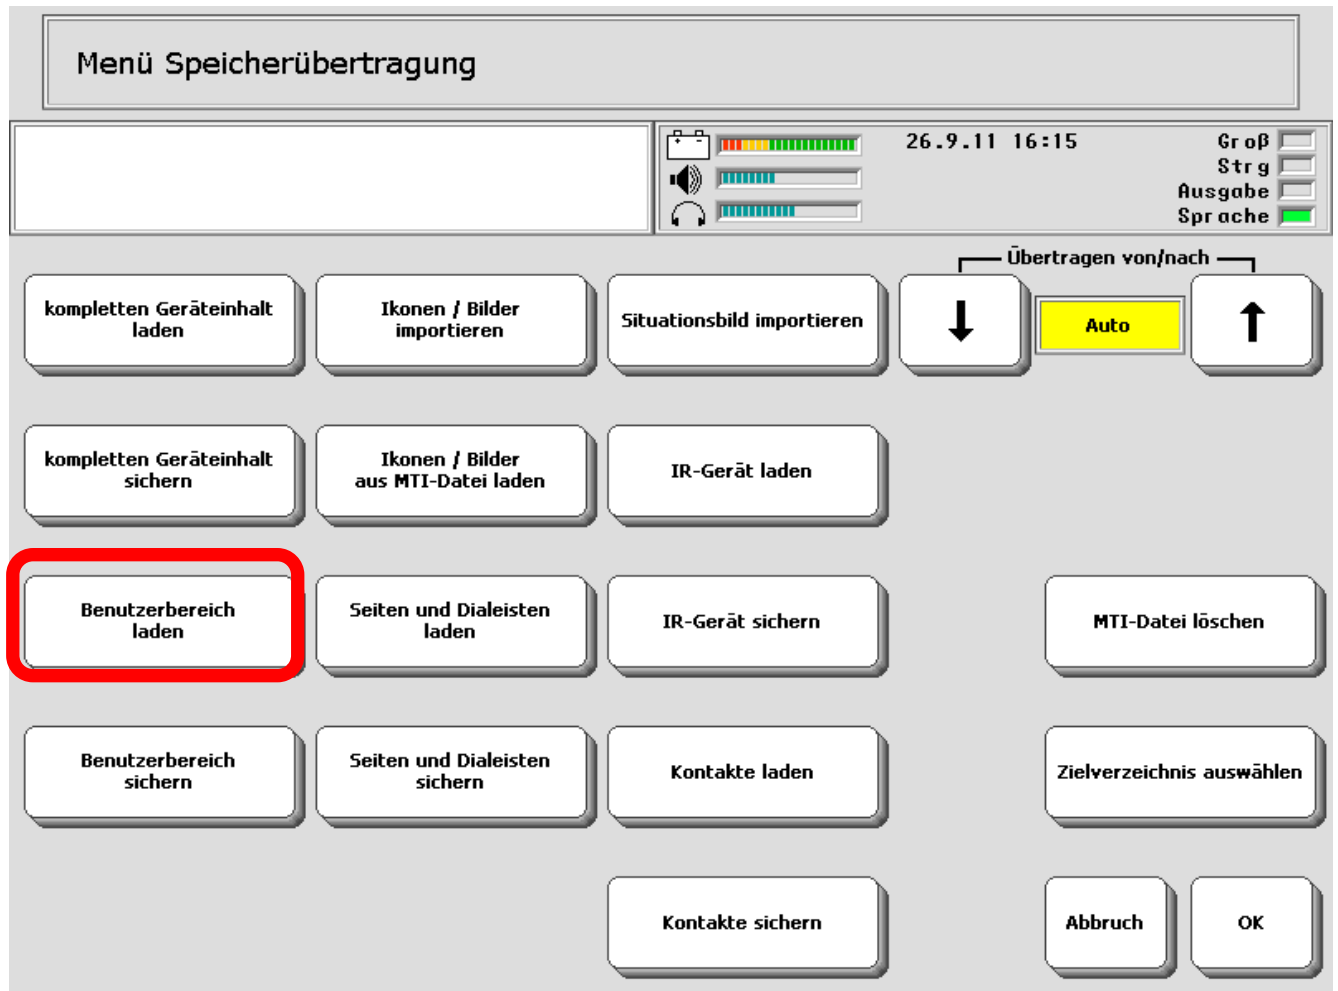 Menü Speicherübertragung
26.9.11 16:15
Groß
Strg
Ausgabe
Sprache
Übertragen von/nach
kompletten Geräteinhalt
laden
Ikonen / Bilder
importieren
Situationsbild importieren
Auto
kompletten Geräteinhalt
sichern
Ikonen / Bilder
aus MTI-Datei laden
IR-Gerät laden
Benutzerbereich
laden
Seiten und Dialeisten
laden
IR-Gerät sichern
MTI-Datei löschen
Benutzerbereich
sichern
Seiten und Dialeisten
sichern
Kontakte laden
Zielverzeichnis auswählen
Kontakte sichern
Abbruch
OK